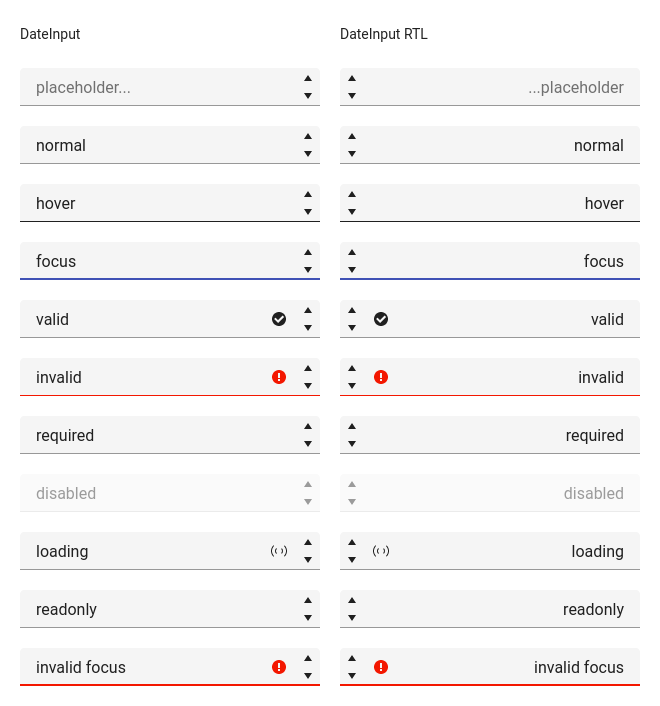 DateInput
DateInput RTL
placeholder...
...placeholder
normal
normal
hover
hover
focus
focus
valid
valid
invalid
invalid
required
required
disabled
disabled
loading
loading
readonly
readonly
invalid focus
invalid focus